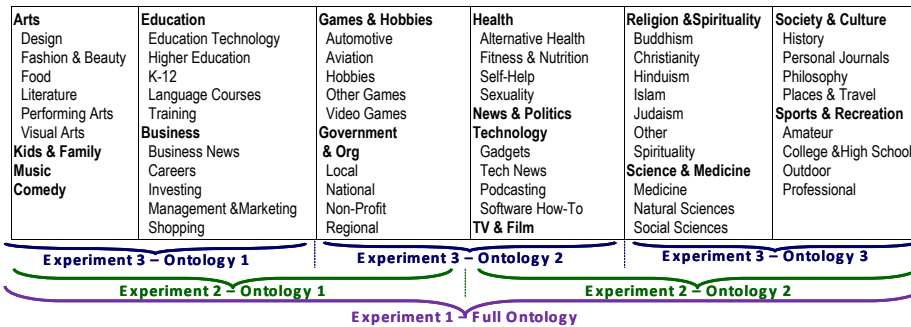 Arts
Design
Fashion & Beauty
Food
Literature
Performing Arts
Visual Arts
Kids & Family
Music
Comedy
Education
Education Technology
Higher Education
K-12
Language Courses
Training
Business
Business News
Careers
Investing
Management &Marketing
Shopping
Games & Hobbies
Automotive
Aviation
Hobbies
Other Games
Video Games
Government
& Org
Local
National
Non-Profit
Regional
Health
Alternative Health
Fitness & Nutrition
Self-Help
Sexuality
News & Politics
Technology
Gadgets
Tech News
Podcasting
Software How-To
TV & Film
Religion &Spirituality
Buddhism
Christianity
Hinduism
Islam
Judaism
Other
Spirituality
Science & Medicine
Medicine
Natural Sciences
Social Sciences
Society & Culture
History
Personal Journals
Philosophy
Places & Travel
Sports & Recreation
Amateur
College &High School
Outdoor
Professional
Experiment 3 – Ontology 1
Experiment 3 – Ontology 2
Experiment 3 – Ontology 3
Experiment 2 – Ontology 1
Experiment 2 – Ontology 2
Experiment 1 – Full Ontology